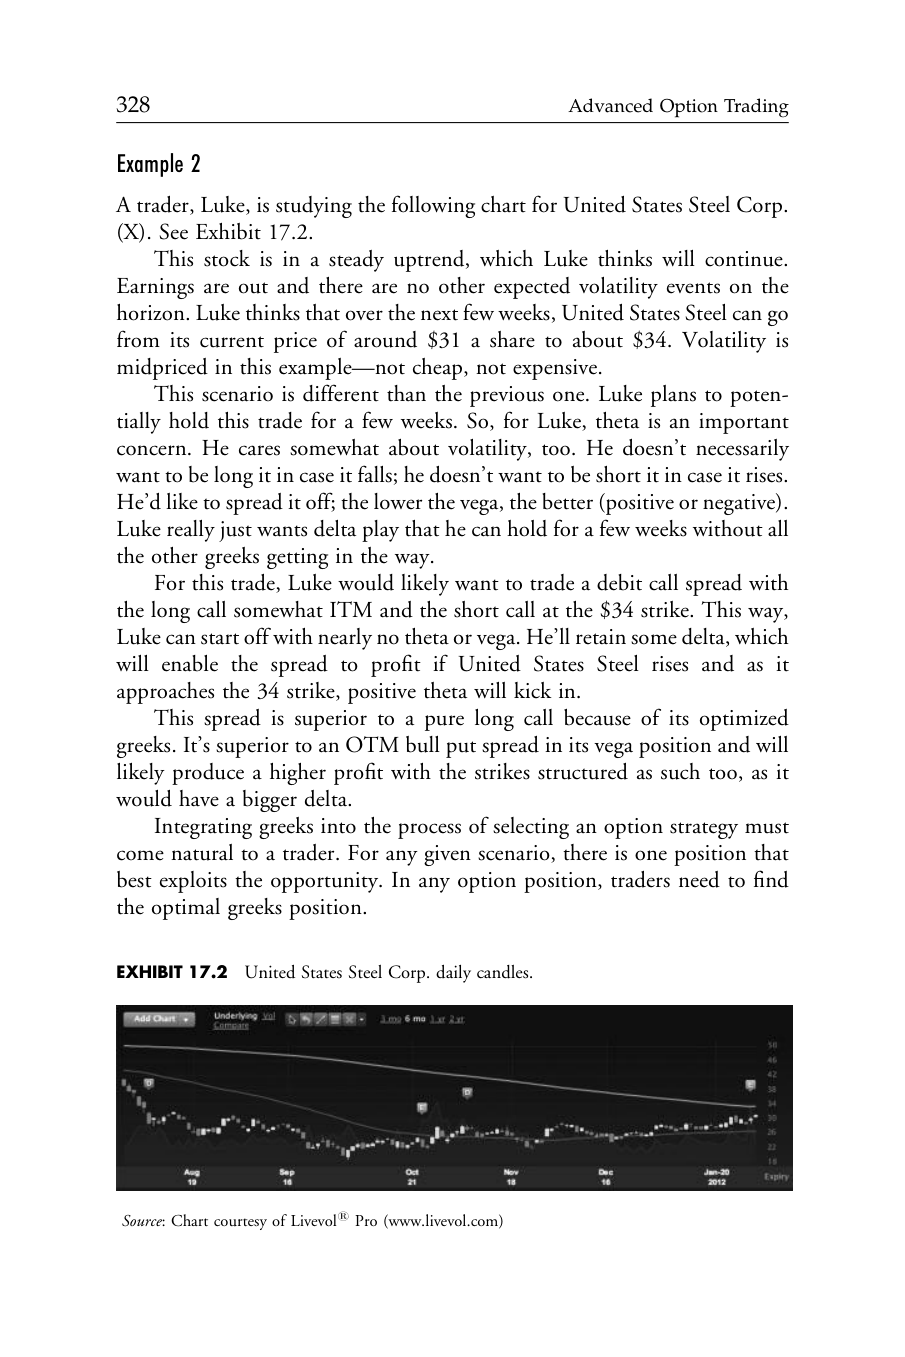 328 Advanced Option Trading
Example 2
A trader, Luke, is studying the following chart for United States Steel Corp.
(X). See Exhibit 17.2.
This stock is in a steady uptrend, which Luke thinks will continue.
Earnings are out and there are no other expected volatility events on the
horizon. Luke thinks that over the next few weeks, United States Steel can go
from its current price of around $31 a share to about $34. Volatility is
midpriced in this example—not cheap, not expensive.
This scenario is different than the previous one. Luke plans to poten-
tially hold this trade for a few weeks. So, for Luke, theta is an important
concern. He cares somewhat about volatility, too. He doesn’t necessarily
want to be long it in case it falls; he doesn’t want to be short it in case it rises.
He’d like to spread it off; the lower the vega, the better (positive or negative).
Luke really just wants delta play that he can hold for a few weeks without all
the other greeks getting in the way.
For this trade, Luke would likely want to trade a debit call spread with
the long call somewhat ITM and the short call at the $34 strike. This way,
Luke can start off with nearly no theta or vega. He’ll retain some delta, which
will enable the spread to profit if United States Steel rises and as it
approaches the 34 strike, positive theta will kick in.
This spread is superior to a pure long call because of its optimized
greeks. It’s superior to an OTM bull put spread in its vega position and will
likely produce a higher profit with the strikes structured as such too, as it
would have a bigger delta.
Integrating greeks into the process of selecting an option strategy must
come natural to a trader. For any given scenario, there is one position that
best exploits the opportunity. In any option position, traders need to find
the optimal greeks position.
EXHIBIT 17.2 United States Steel Corp. daily candles.
Add Chart Underlying Vol 1 mo 6 mo 1 yr 2 yr
Compare
50
46
42
38
34
30
26
22
18
Aug Sep Oct Nov Dec Jan-20
19 16 21 18 16 2012 Expiry
Source: Chart courtesy of Livevol® Pro (www.livevol.com)